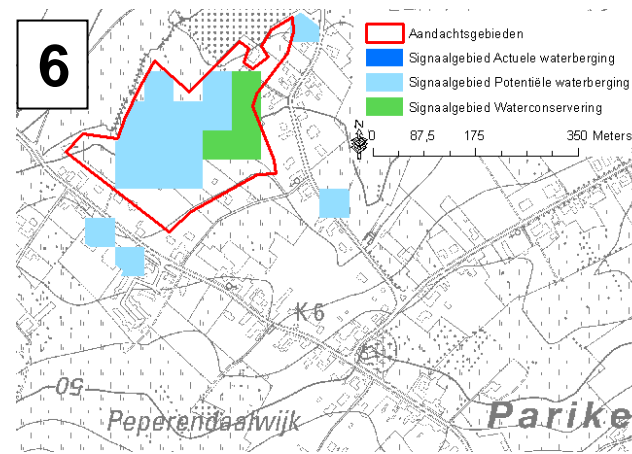 6
Aandachtsgebieden
Signaalgebied Actuele waterberging
Signaalgebied Potentiële waterberging
Signaalgebied Waterconservering
N
0 87,5 175 350 Meters
K 6
50
Peperendaalwijk
Parike